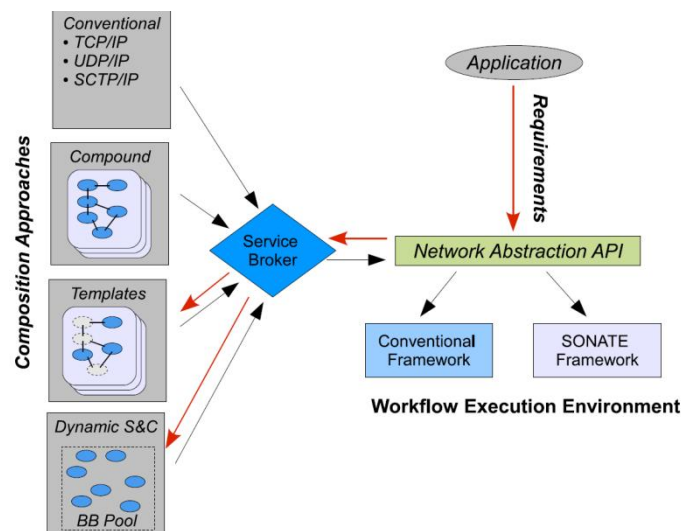 Composition Approaches
Conventional
• TCP/IP
• UDP/IP
• SCTP/IP
Compound
Templates
Dynamic S&C
BB Pool
Service
Broker
Application
Requirements
Network Abstraction API
Conventional
Framework
SONATE
Framework
Workflow Execution Environment